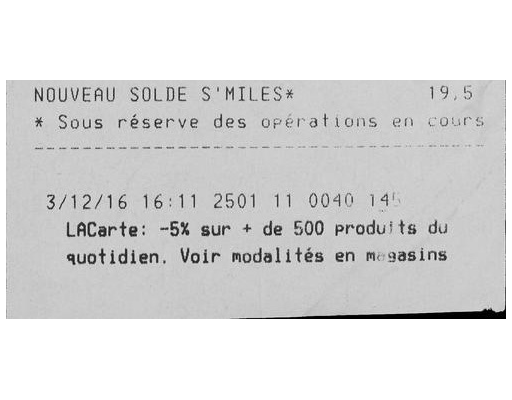 NOUVEAU SOLDE S'MILES* 19,5
* Sous réserve des opérations en cours
3/12/16 16:11 2501 11 0040 145
LACarte: -5% sur + de 500 produits du
quotidien. Voir modalités en magasins